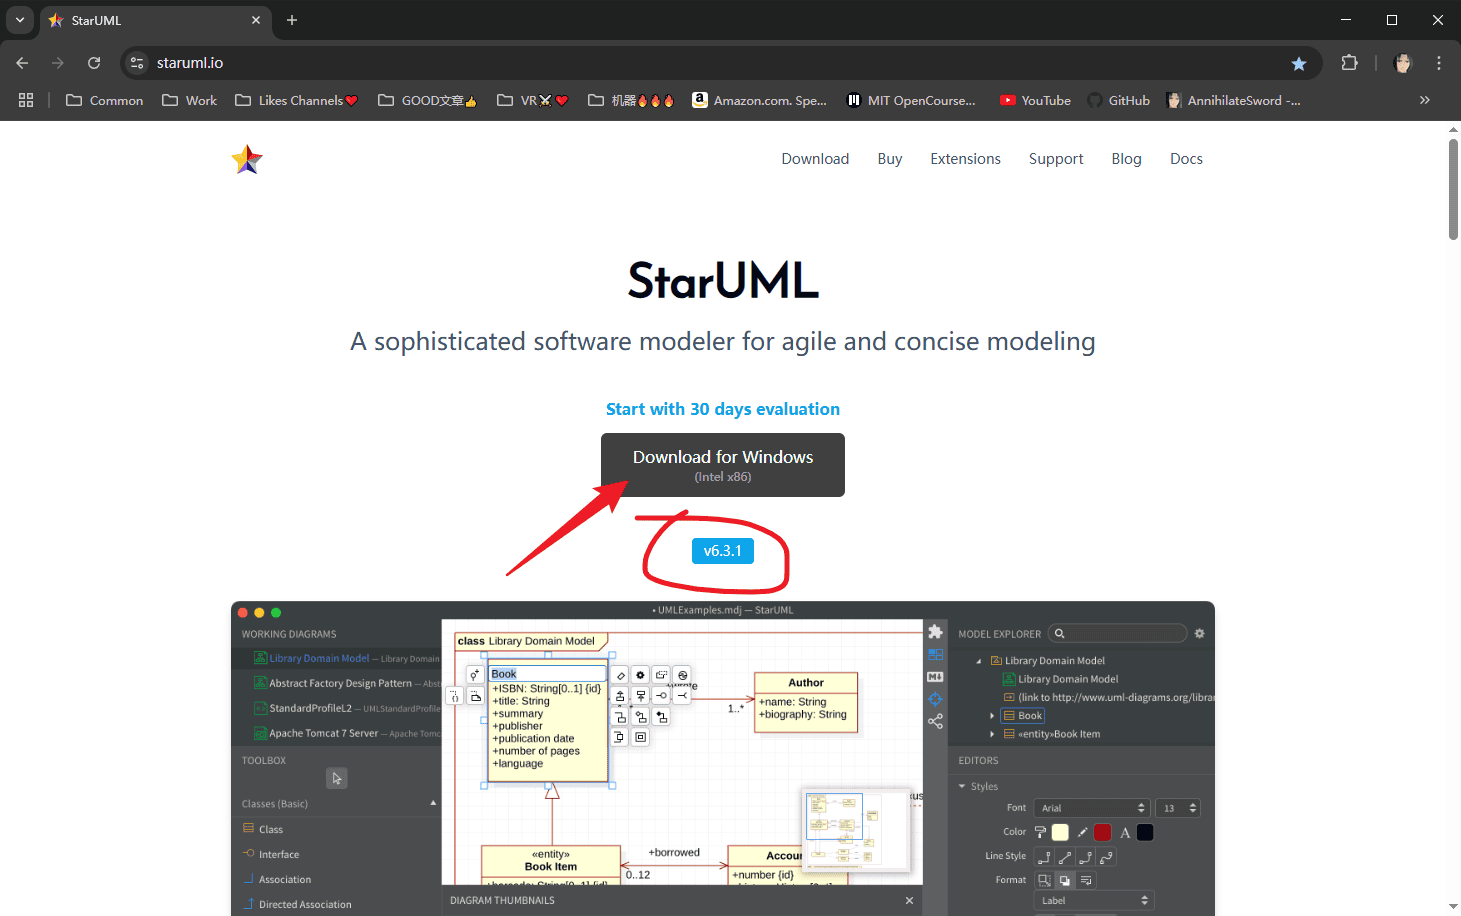 StarUML
staruml.io
Common
Work
Likes Channels❤️
GOOD文章👍
VR⚔️❤️
机器🔥🔥🔥
Amazon.com. Spe...
MIT OpenCourse...
YouTube
GitHub
AnnihilateSword -...
Download
Buy
Extensions
Support
Blog
Docs
StarUML
A sophisticated software modeler for agile and concise modeling
Start with 30 days evaluation
Download for Windows
(Intel x86)
v6.3.1
• UMLExamples.mdj — StarUML
WORKING DIAGRAMS
Library Domain Model — Library Domain
Abstract Factory Design Pattern — Abst
StandardProfileL2 — UMLStandardProfile
Apache Tomcat 7 Server — Apache Tomc
TOOLBOX
Classes (Basic)
Class
Interface
Association
Directed Association
class Library Domain Model
Book
+ISBN: String[0..1] {id}
+title: String
+summary
+publisher
+publication date
+number of pages
+language
1..*
Author
+name: String
+biography: String
«entity»
Book Item
+borrowed
0..12
Accou
+number {id}
DIAGRAM THUMBNAILS
MODEL EXPLORER
Library Domain Model
Library Domain Model
(link to http://www.uml-diagrams.org/librar
Book
«entity»Book Item
EDITORS
Styles
Font
Arial
13
Color
A
Line Style
Format
Label